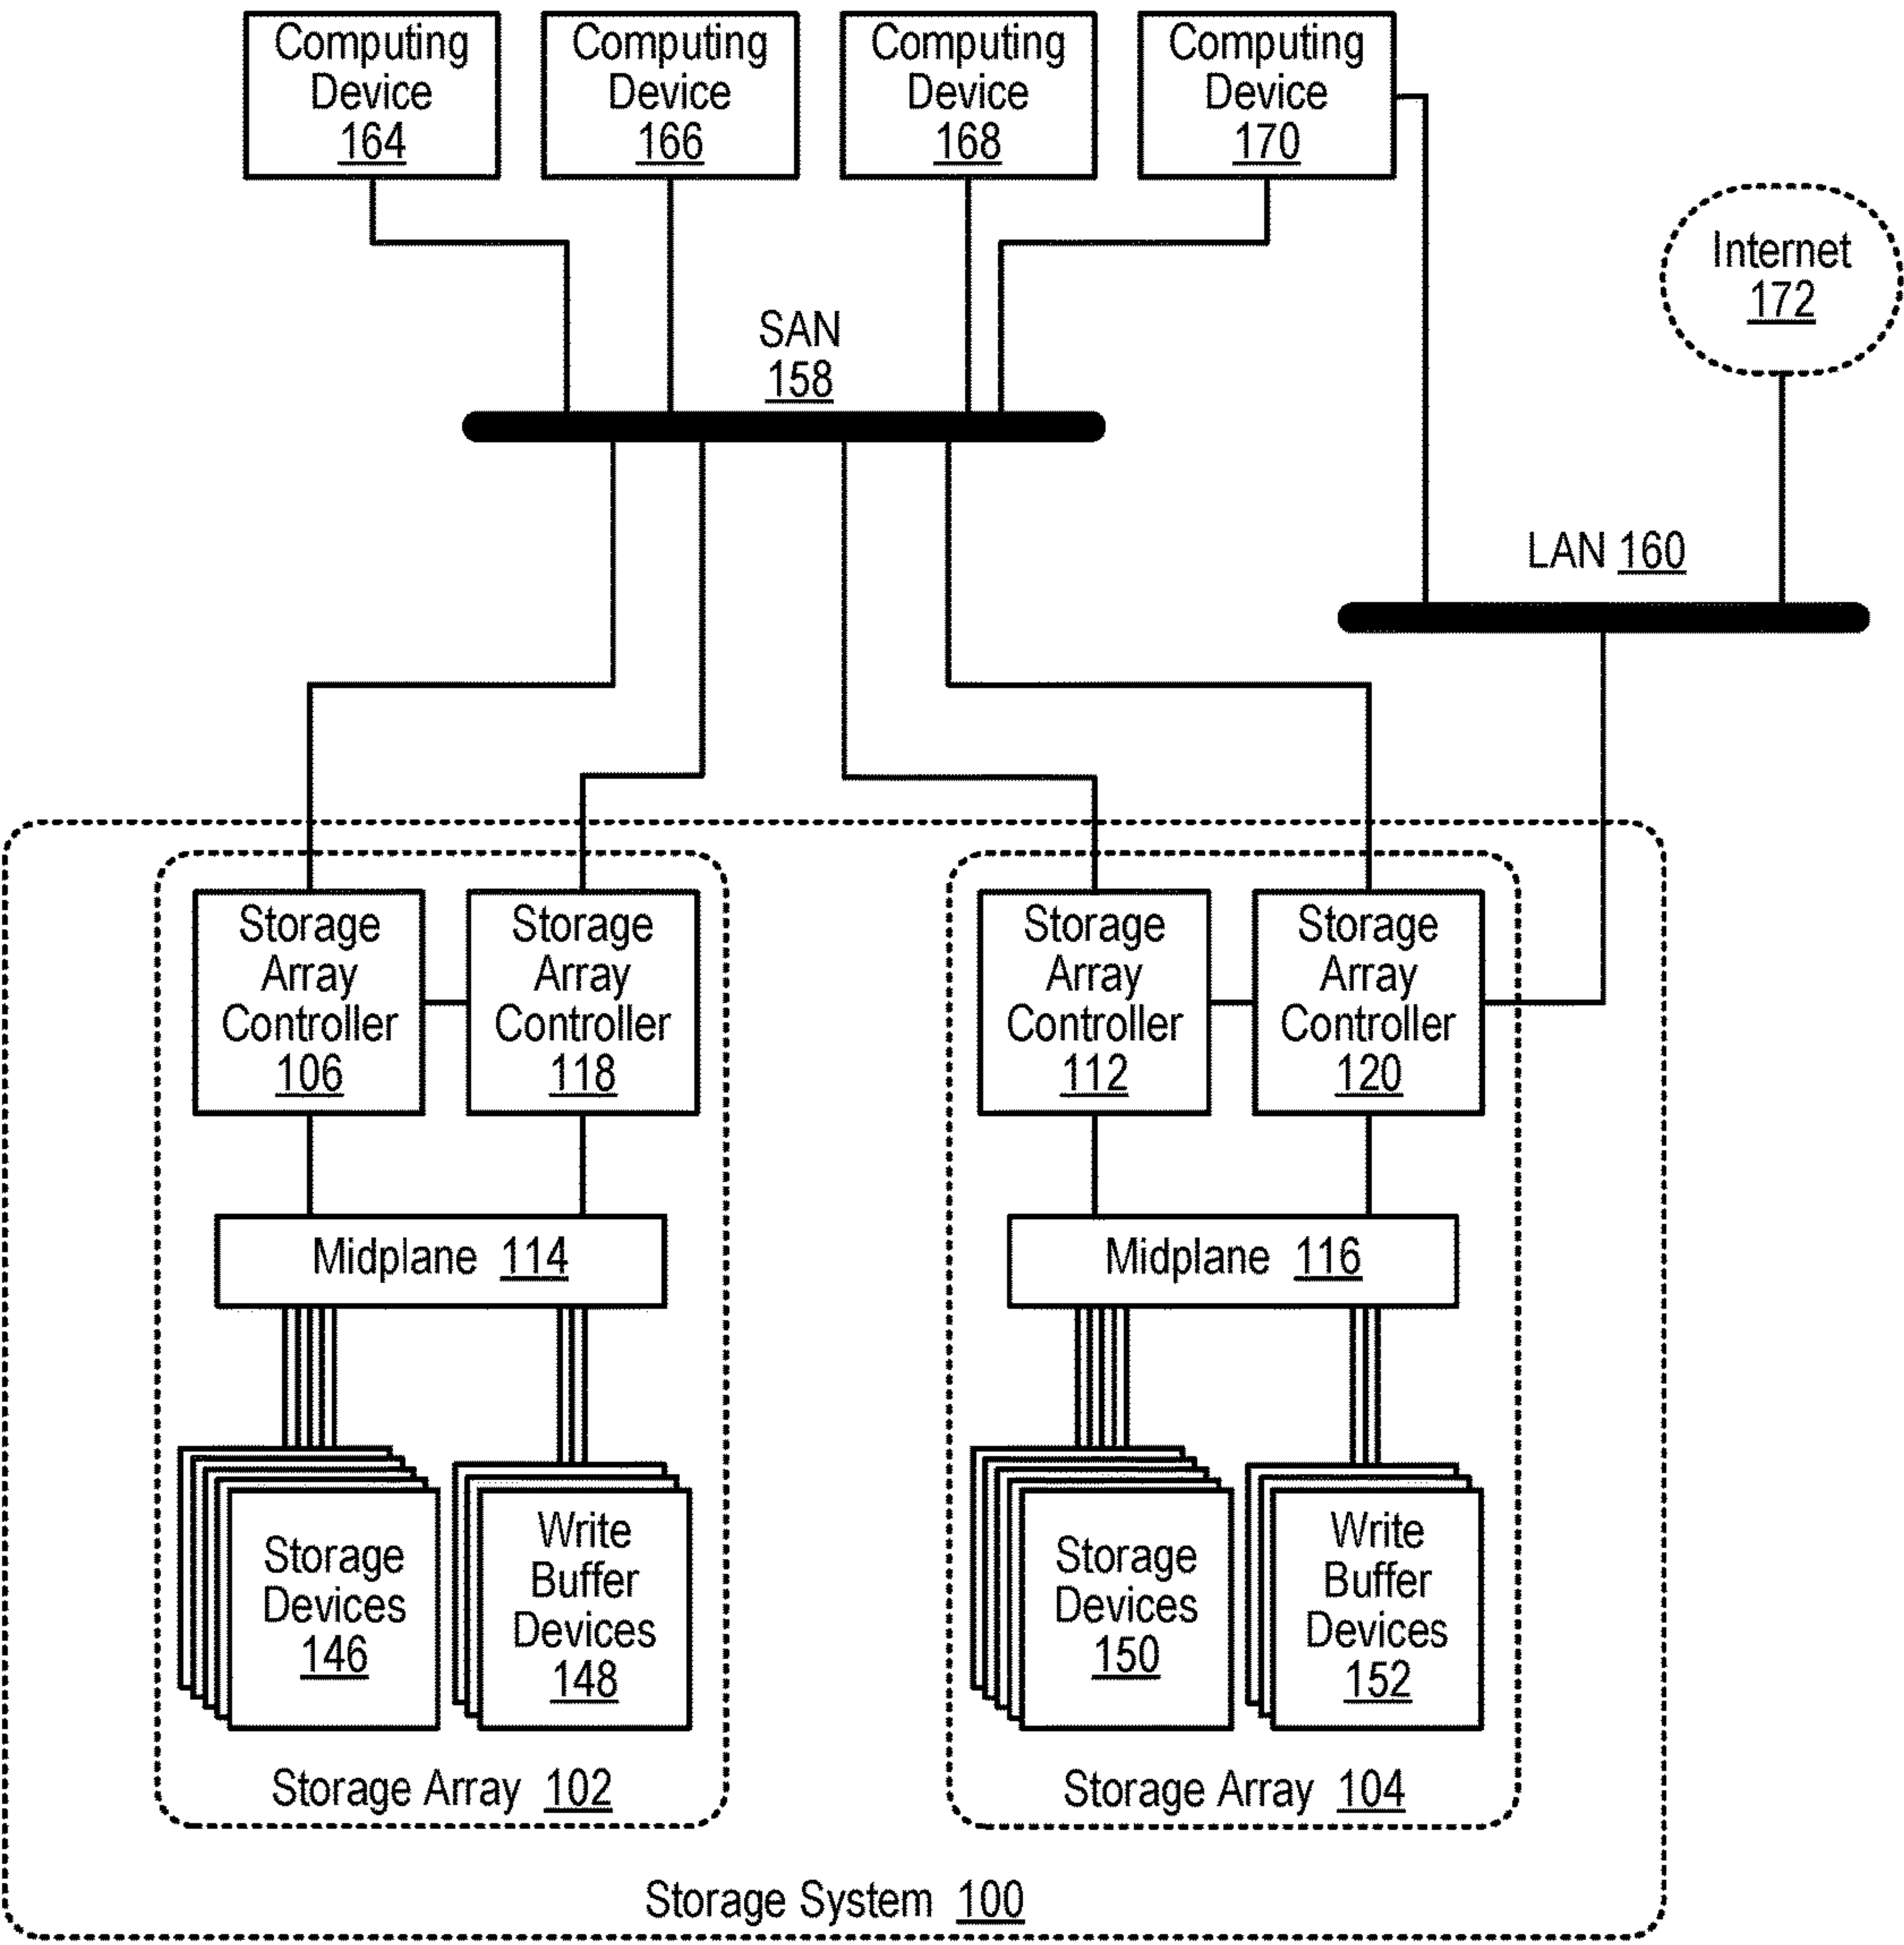 Computing
Device
164
Computing
Device
166
Computing
Device
168
Computing
Device
170
Internet
172
SAN
158
LAN 160
Storage
Array
Controller
106
Storage
Array
Controller
118
Storage
Array
Controller
112
Storage
Array
Controller
120
Midplane 114
Midplane 116
Storage
Devices
146
Write
Buffer
Devices
148
Storage
Devices
150
Write
Buffer
Devices
152
Storage Array 102
Storage Array 104
Storage System 100